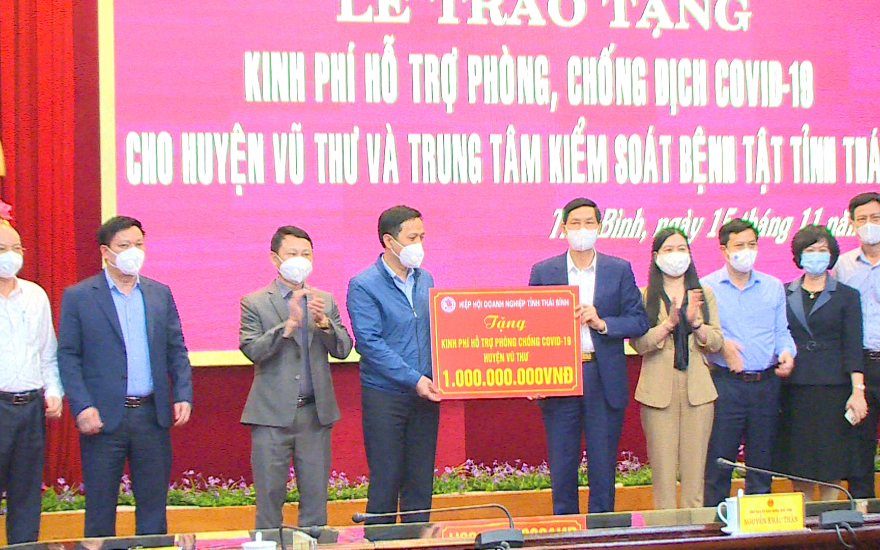 LỄ TRAO TẶNG
KINH PHÍ HỖ TRỢ PHÒNG, CHỐNG DỊCH COVID-19
CHO HUYỆN VŨ THƯ VÀ TRUNG TÂM KIỂM SOÁT BỆNH TẬT TỈNH THÁ
Bình, ngày 15 tháng 11 nă
HIỆP HỘI DOANH NGHIỆP TỈNH THÁI BÌNH
Tặng
KINH PHÍ HỖ TRỢ PHÒNG CHỐNG COVID-19
HUYỆN VŨ THƯ
1.000.000.000VNĐ
NGUYỄN KHẮC THẬN